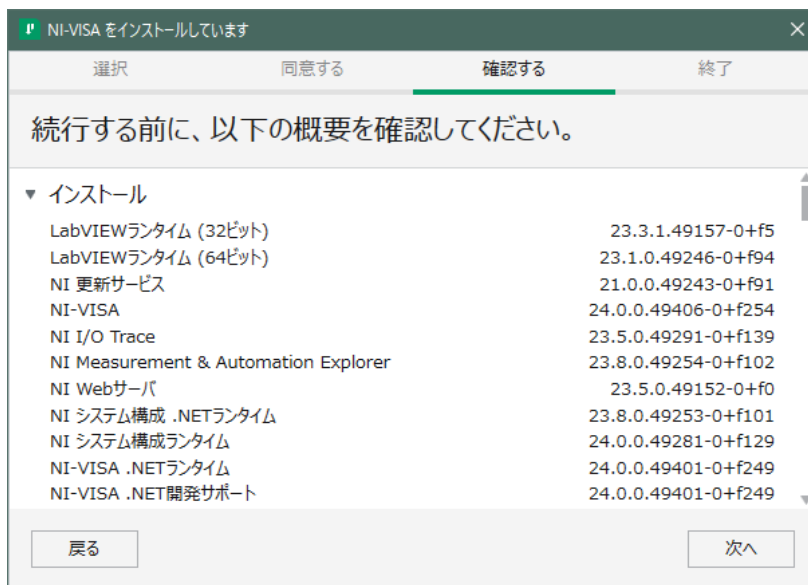 NI-VISA をインストールしています
選択 同意する 確認する 終了
続行する前に、以下の概要を確認してください。
インストール
LabVIEWランタイム (32ビット) 23.3.1.49157-0+f5
LabVIEWランタイム (64ビット) 23.1.0.49246-0+f94
NI 更新サービス 21.0.0.49243-0+f91
NI-VISA 24.0.0.49406-0+f254
NI I/O Trace 23.5.0.49291-0+f139
NI Measurement & Automation Explorer 23.8.0.49254-0+f102
NI Webサーバ 23.5.0.49152-0+f0
NI システム構成 .NETランタイム 23.8.0.49253-0+f101
NI システム構成ランタイム 24.0.0.49281-0+f129
NI-VISA .NETランタイム 24.0.0.49401-0+f249
NI-VISA .NET開発サポート 24.0.0.49401-0+f249
戻る 次へ